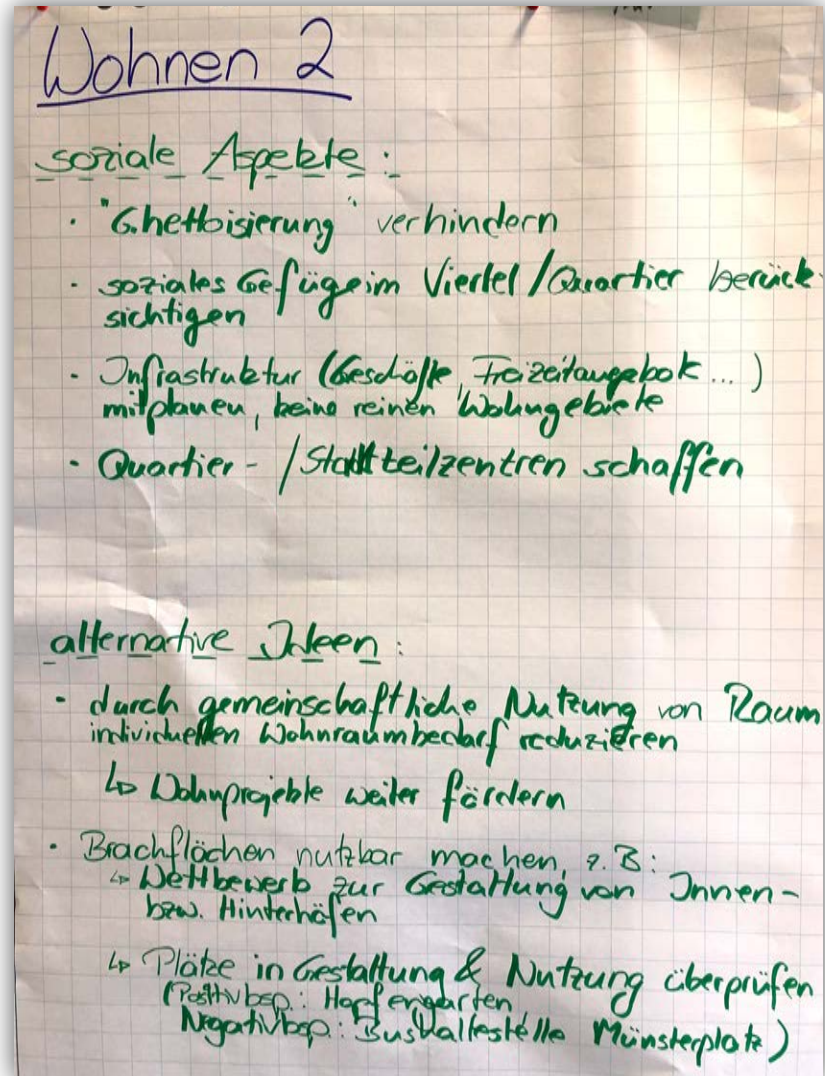 Wohnen 2
soziale Aspekte:
· "Ghettoisierung" verhindern
· soziales Gefüge im Viertel / Quartier berück-
sichtigen
· Infrastruktur (Geschäfte, Freizeitangebote ...)
mitplanen, keine reinen Wohngebiete
· Quartier- / Stadtteilzentren schaffen
alternative Ideen:
· durch gemeinschaftliche Nutzung von Raum
individuellen Wohnraumbedarf reduzieren
↳ Wohnprojekte weiter fördern
· Brachflächen nutzbar machen, z.B:
↳ Wettbewerb zur Gestaltung von Innen-
bzw. Hinterhöfen
↳ Plätze in Gestaltung & Nutzung überprüfen
(Positivbsp.: Hopfengarten,
Negativbsp.: Bushaltestelle Münsterplatz)